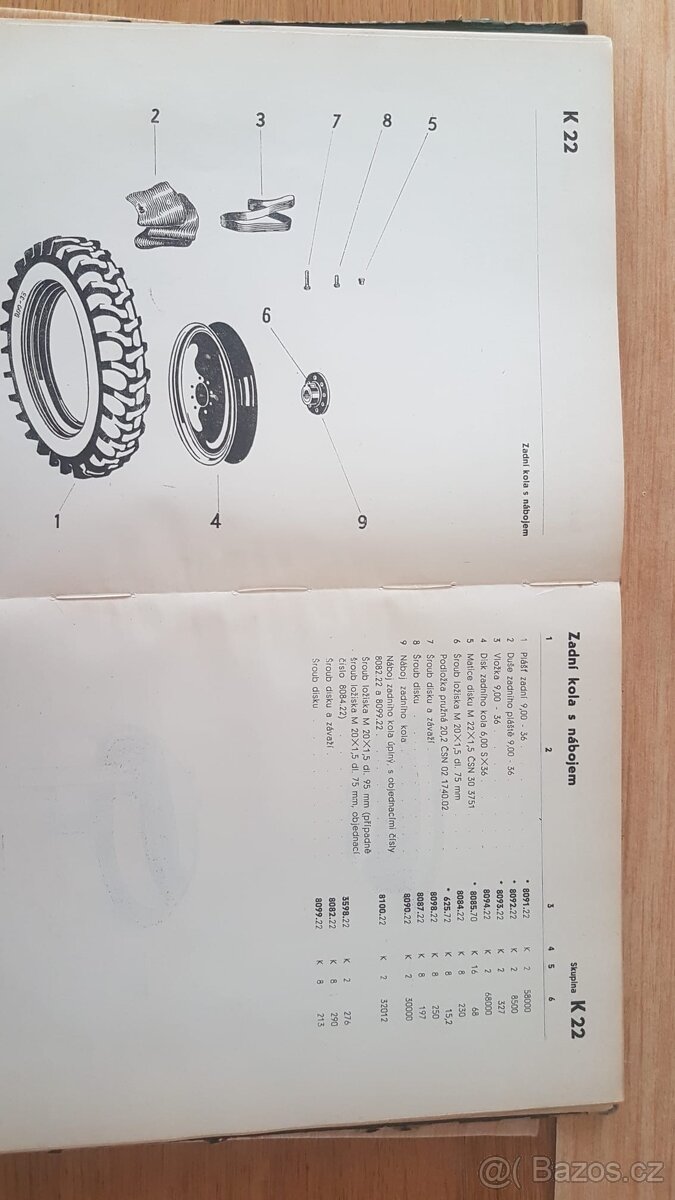 K 22
2
3
7
8
5
6
1
4
9
Zadní kola s nábojem
Zadní kola s nábojem
Skupina K 22
1 2 3 4 5 6
1 Plášť zadní 9,00 - 36 * 8091.22 K 2 58000
2 Duše zadního pláště 9,00 - 36 * 8092.22 K 2 8500
3 Vložka 9,00 - 36 * 8093.22 K 2 327
4 Disk zadního kola 6,00 S×36 8094.22 K 2 68000
5 Matice disku M 22×1,5 ČSN 30 3751 * 8085.70 K 16 68
6 Šroub ložiska M 20×1,5 dl. 75 mm 8084.22 K 8 230
Podložka pružná 20,2 ČSN 02 1740.02 * 625.72 K 8 15,2
7 Šroub disku a závaží 8098.22 K 8 250
8 Šroub disku 8087.22 K 8 197
9 Náboj zadního kola 8090.22 K 2 30000
Náboj zadního kola úplný, s objednacími čísly
8082.22 a 8099.22 8100.22 K 2 32012
Šroub ložiska M 20×1,5 dl. 95 mm (případně
šroub ložiska M 20×1,5 dl. 75 mm, objednací
číslo 8084.22) 3598.22 K 2 276
Šroub disku a závaží 8082.22 K 8 290
Šroub disku 8099.22 K 8 213
Bazos.cz